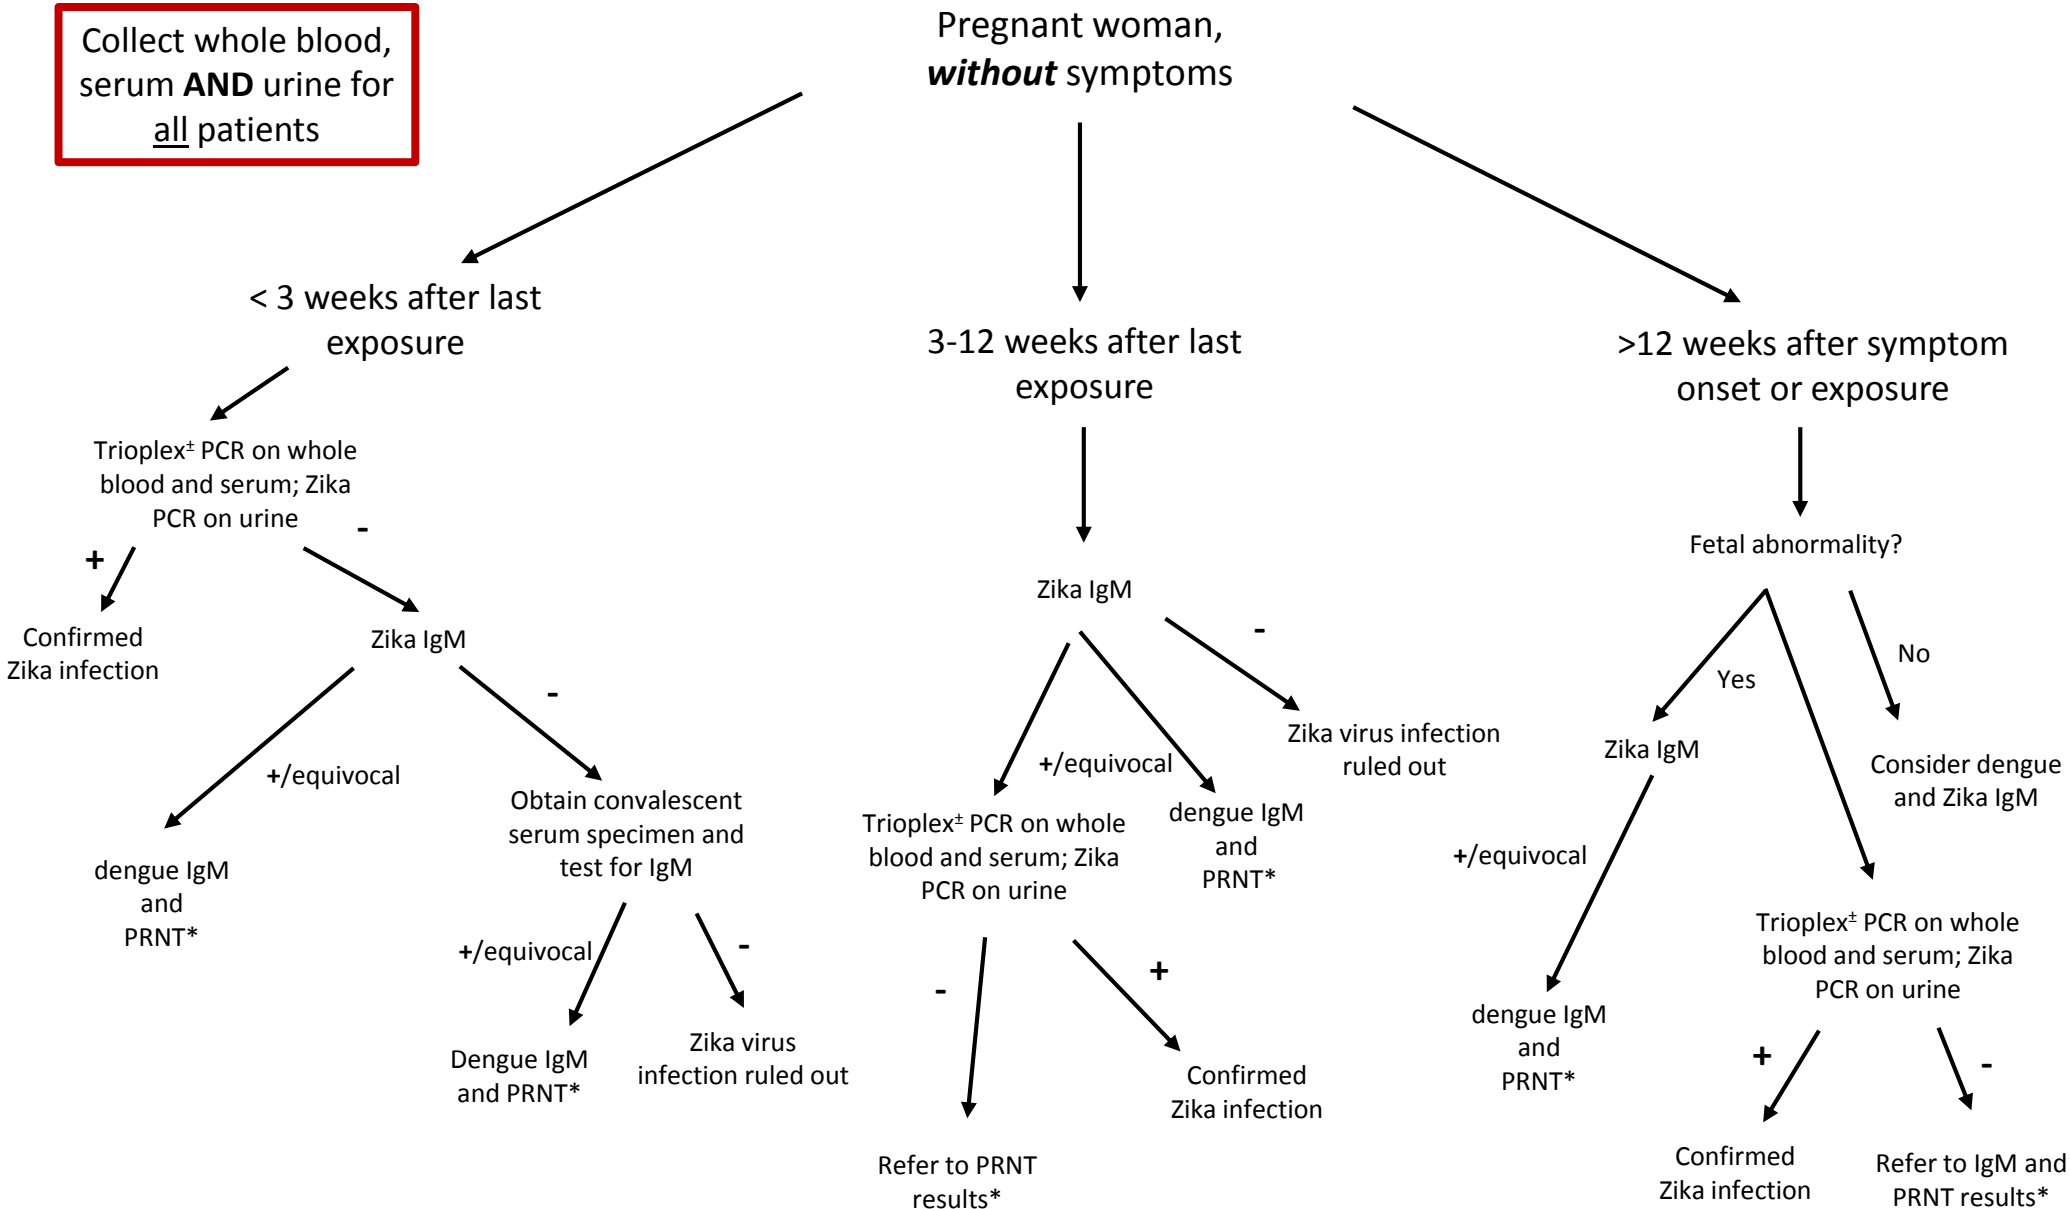 Collect whole blood,
serum AND urine for
all patients
Pregnant woman,
without symptoms
< 3 weeks after last
exposure
Trioplex± PCR on whole
blood and serum; Zika
PCR on urine
+
-
Confirmed
Zika infection
Zika IgM
+/equivocal
-
dengue IgM
and
PRNT*
Obtain convalescent
serum specimen and
test for IgM
+/equivocal
-
Dengue IgM
and PRNT*
Zika virus
infection ruled out
3-12 weeks after last
exposure
Zika IgM
-
+/equivocal
Zika virus infection
ruled out
Trioplex± PCR on whole
blood and serum; Zika
PCR on urine
dengue IgM
and
PRNT*
-
+
Refer to PRNT
results*
Confirmed
Zika infection
>12 weeks after symptom
onset or exposure
Fetal abnormality?
Yes
No
Zika IgM
Consider dengue
and Zika IgM
+/equivocal
dengue IgM
and
PRNT*
Trioplex± PCR on whole
blood and serum; Zika
PCR on urine
+
-
Confirmed
Zika infection
Refer to IgM and
PRNT results*